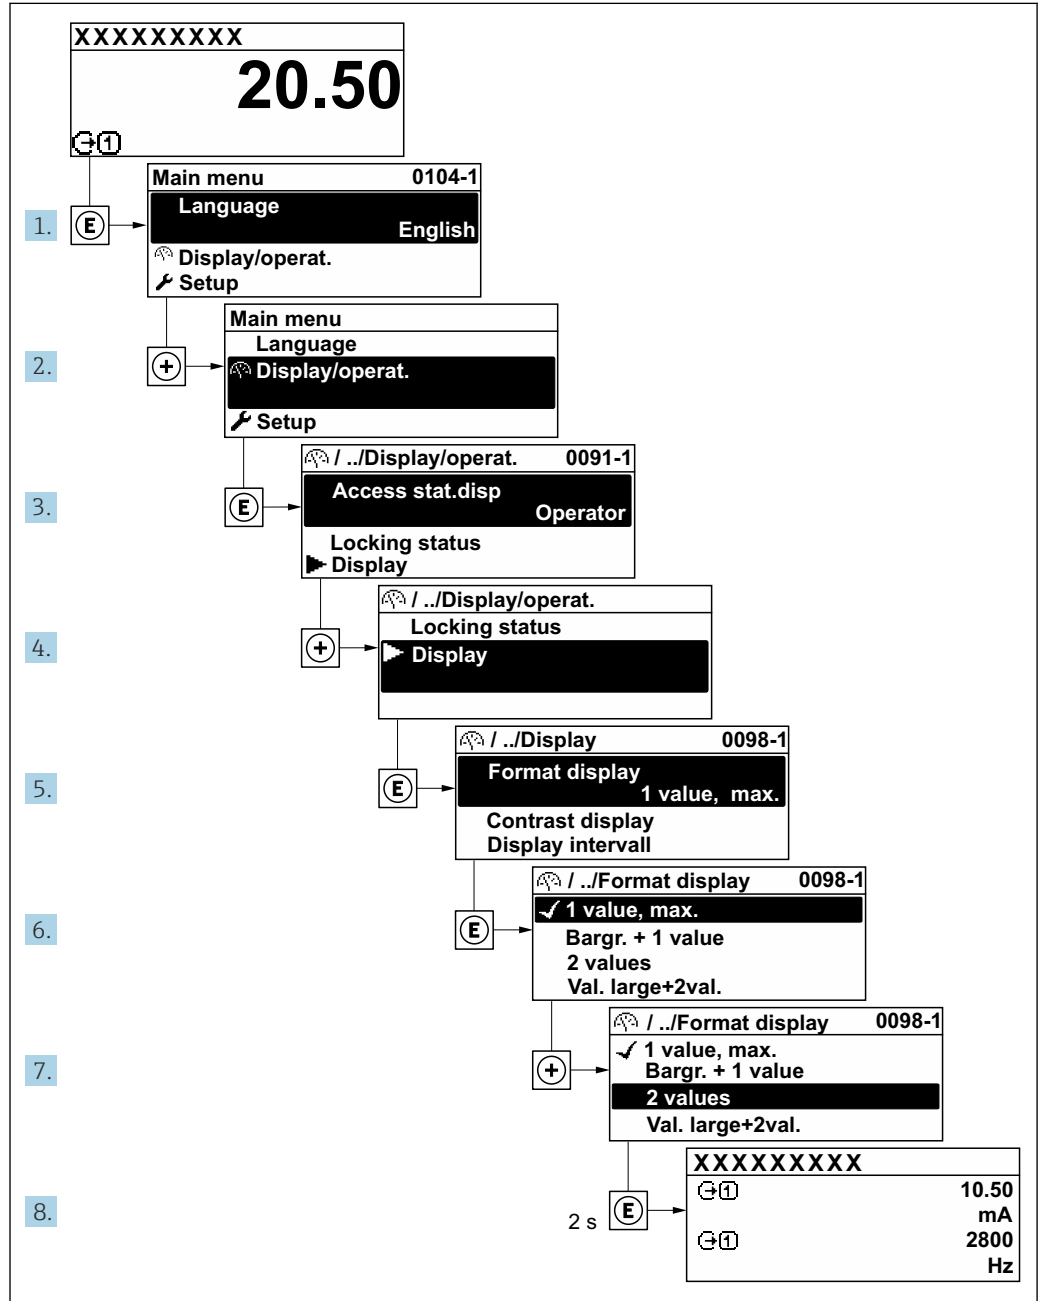 XXXXXXXXX
20.50
1
Main menu 0104-1
Language
1. E English
Display/operat.
Setup
Main menu
Language
2. + Display/operat.
Setup
/ ../Display/operat. 0091-1
Access stat.disp
3. E Operator
Locking status
Display
/ ../Display/operat.
Locking status
4. + Display
/ ../Display 0098-1
Format display
5. E 1 value, max.
Contrast display
Display intervall
/ ../Format display 0098-1
1 value, max.
6. E Bargr. + 1 value
2 values
Val. large+2val.
/ ../Format display 0098-1
1 value, max.
7. + Bargr. + 1 value
2 values
Val. large+2val.
XXXXXXXXX
1 10.50
8. 2 s E mA
1 2800
Hz